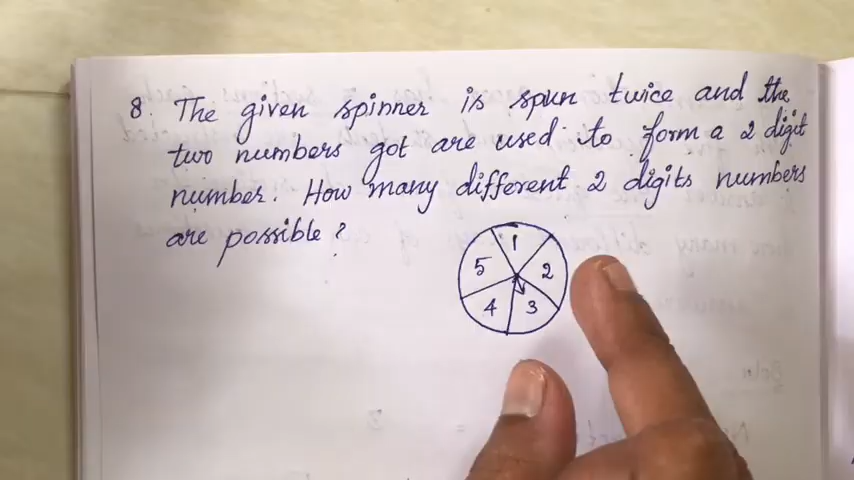 8. The given spinner is spun twice and the
two numbers got are used to form a 2 digit
number. How many different 2 digits numbers
are possible?
1
5 2
4 3